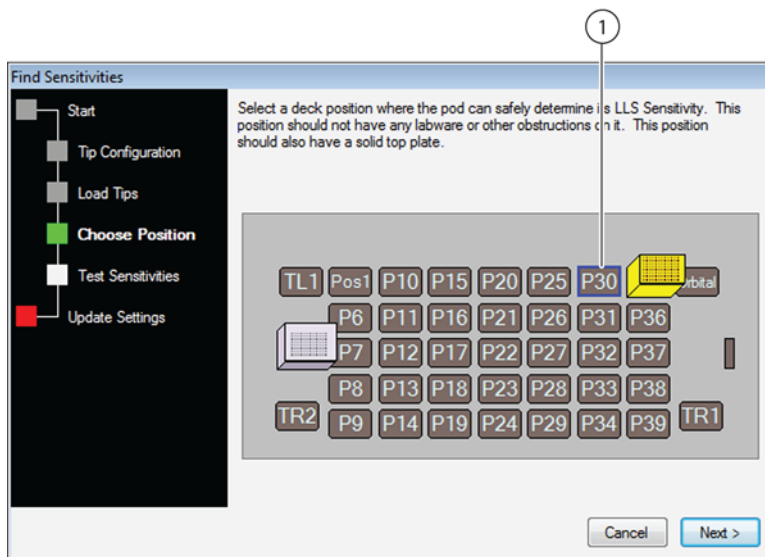 1
Find Sensitivities
Start
Tip Configuration
Load Tips
Choose Position
Test Sensitivities
Update Settings
Select a deck position where the pod can safely determine its LLS Sensitivity. This
position should not have any labware or other obstructions on it. This position
should also have a solid top plate.
TL1 Pos1 P10 P15 P20 P25 P30
P6 P11 P16 P21 P26 P31 P36
P7 P12 P17 P22 P27 P32 P37
P8 P13 P18 P23 P28 P33 P38
TR2 P9 P14 P19 P24 P29 P34 P39 TR1
Cancel Next >